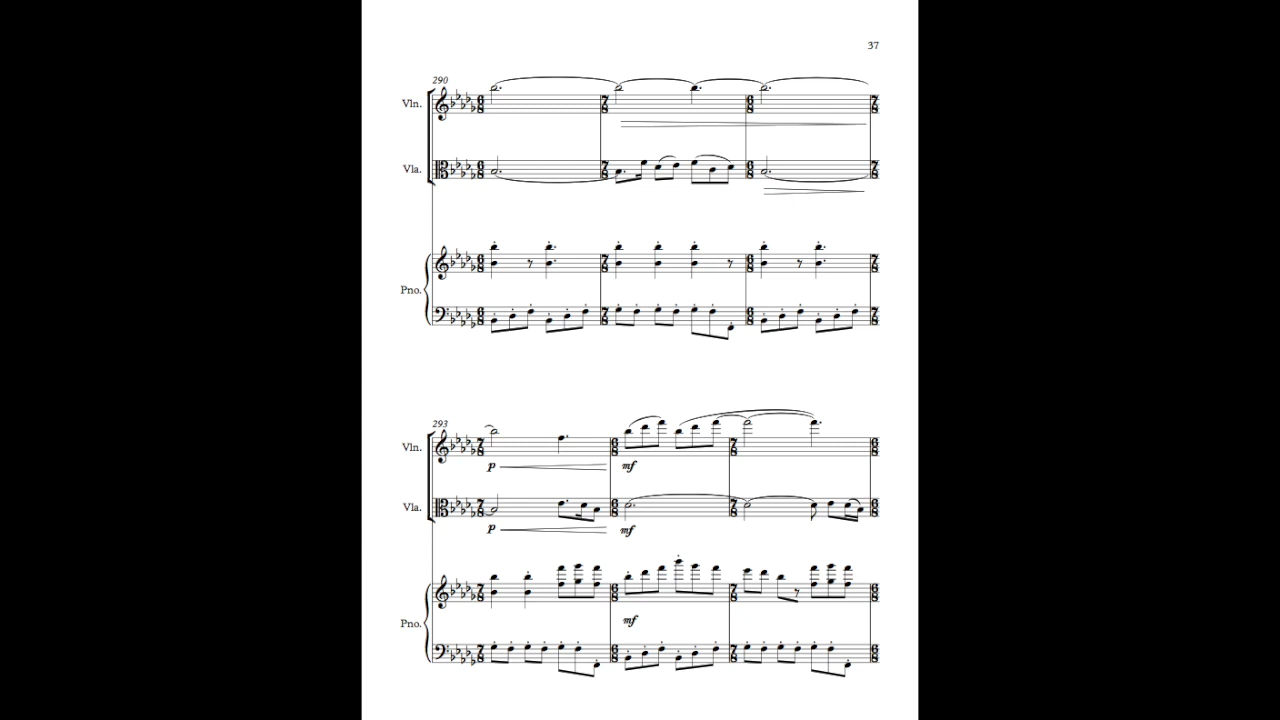 37
290
Vln.
Vla.
Pno.
293
Vln.
p mf
Vla.
p mf
Pno.
mf